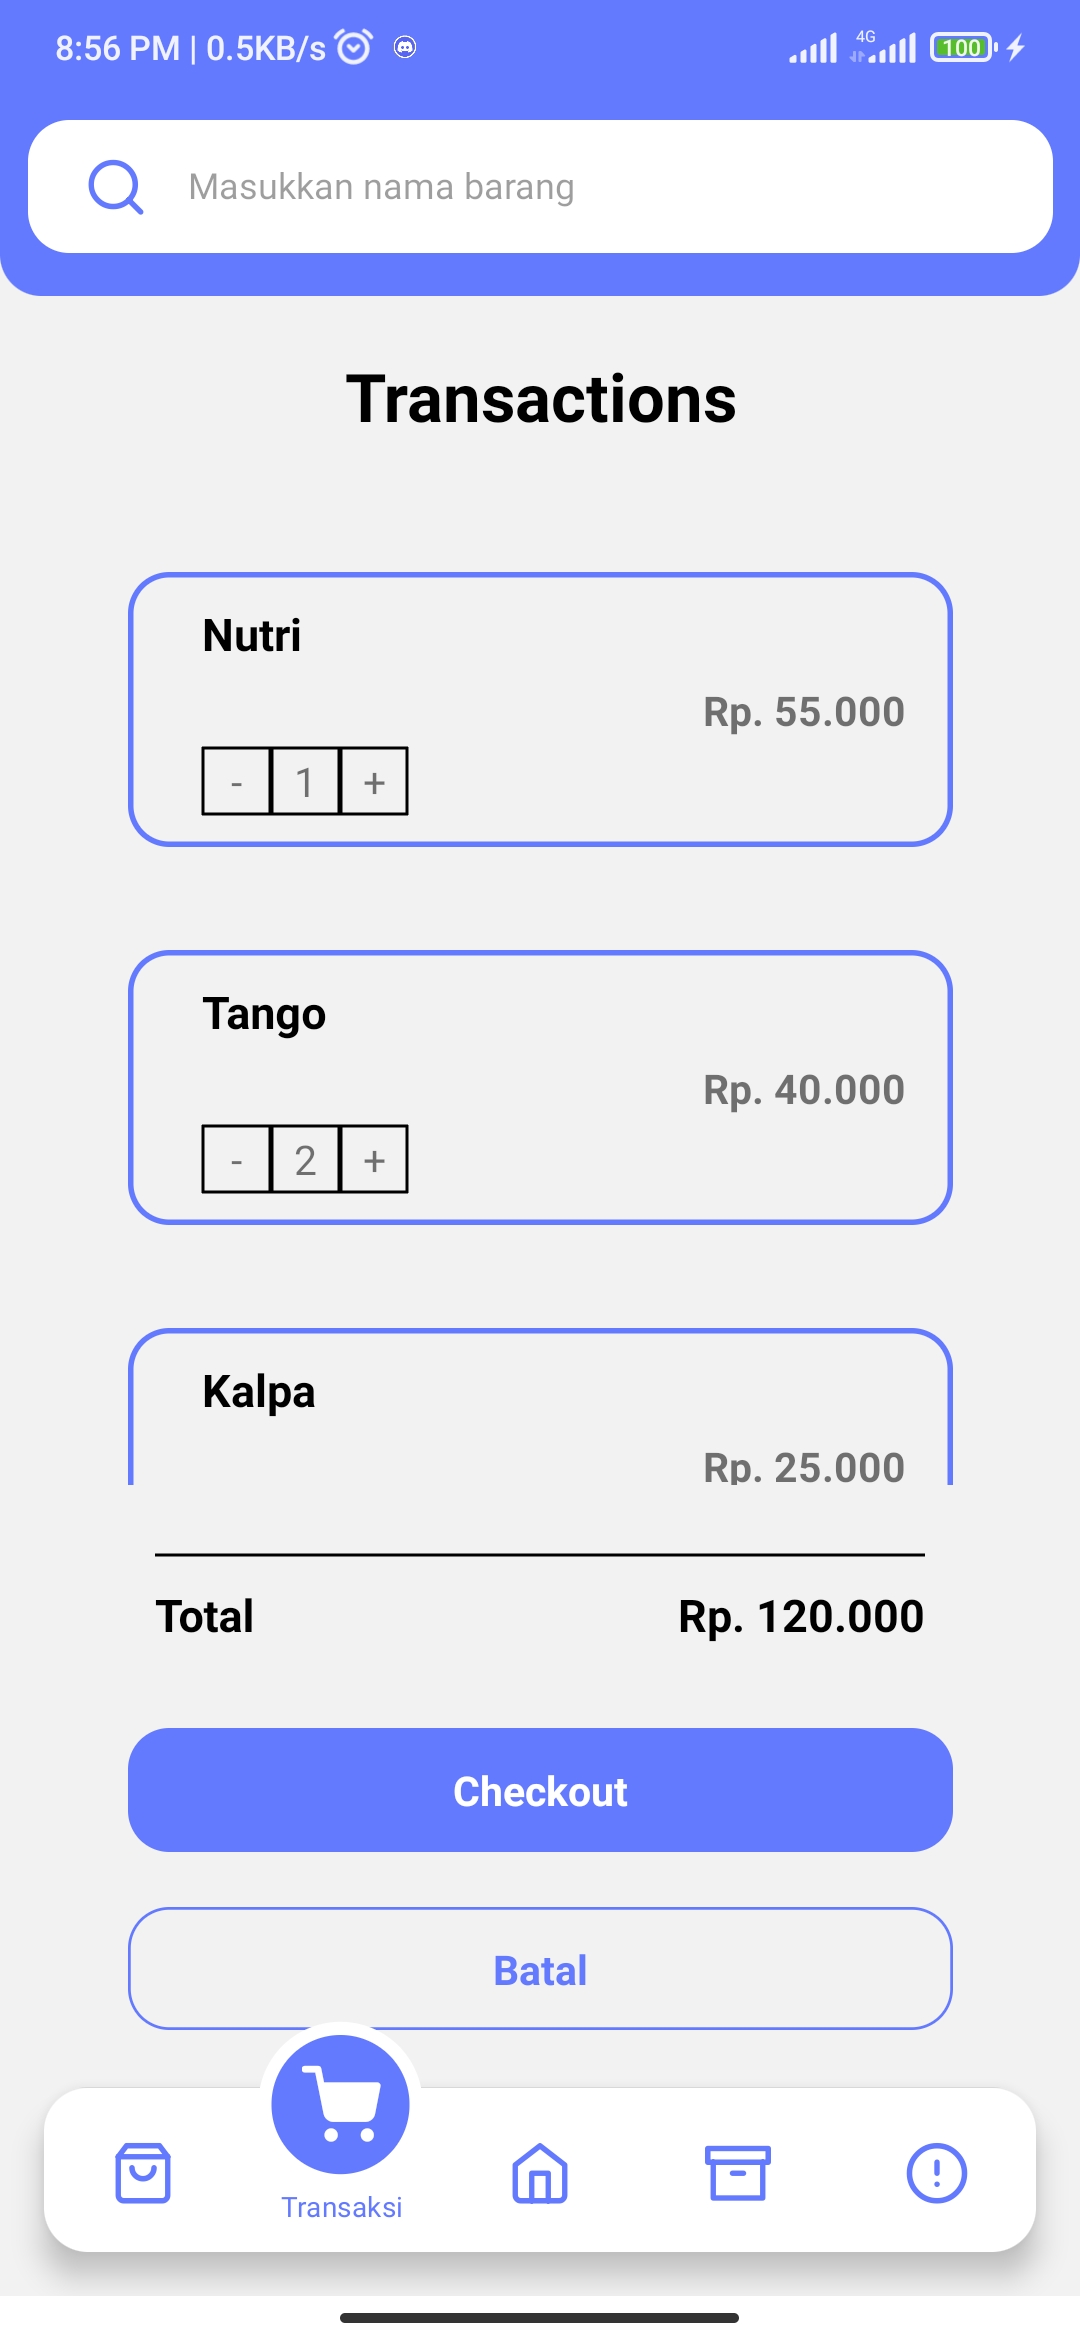 8:56 PM | 0.5KB/s
4G
100
Masukkan nama barang
Transactions
Nutri
Rp. 55.000
- 1 +
Tango
Rp. 40.000
- 2 +
Kalpa
Rp. 25.000
Total Rp. 120.000
Checkout
Batal
Transaksi